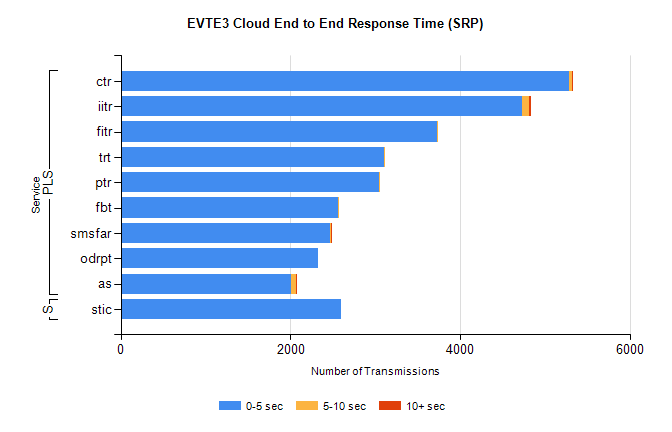 EVTE3 Cloud End to End Response Time (SRP)
Service
PLS
S
ctr
iitr
fitr
trt
ptr
fbt
smsfar
odrpt
as
stic
0 2000 4000 6000
Number of Transmissions
0-5 sec 5-10 sec 10+ sec